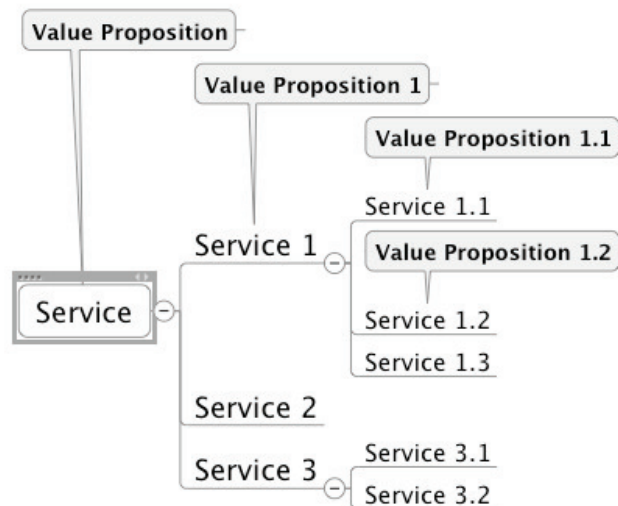 Value Proposition
Value Proposition 1
Value Proposition 1.1
Service 1.1
Service 1
Value Proposition 1.2
Service
Service 1.2
Service 1.3
Service 2
Service 3.1
Service 3
Service 3.2